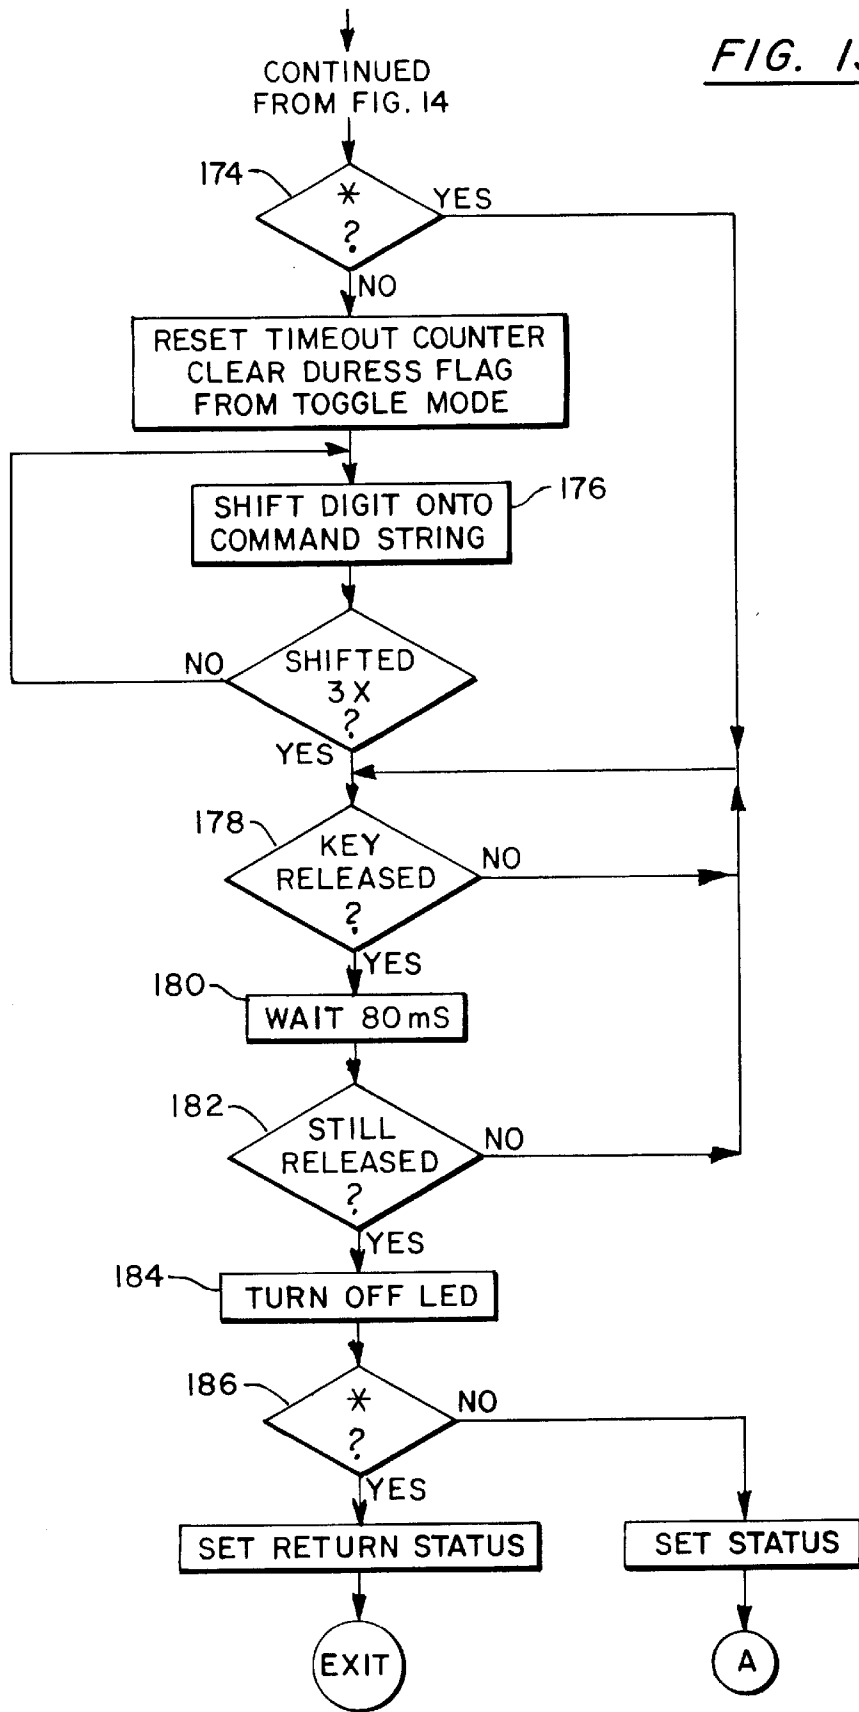 FIG. 15
CONTINUED
FROM FIG. 14
174
*
?
YES
NO
RESET TIMEOUT COUNTER
CLEAR DURESS FLAG
FROM TOGGLE MODE
SHIFT DIGIT ONTO
COMMAND STRING
176
NO
SHIFTED
3X
?
YES
178
KEY
RELEASED
?
NO
YES
180
WAIT 80mS
182
STILL
RELEASED
?
NO
YES
184
TURN OFF LED
186
*
?
NO
YES
SET RETURN STATUS
SET STATUS
EXIT
A